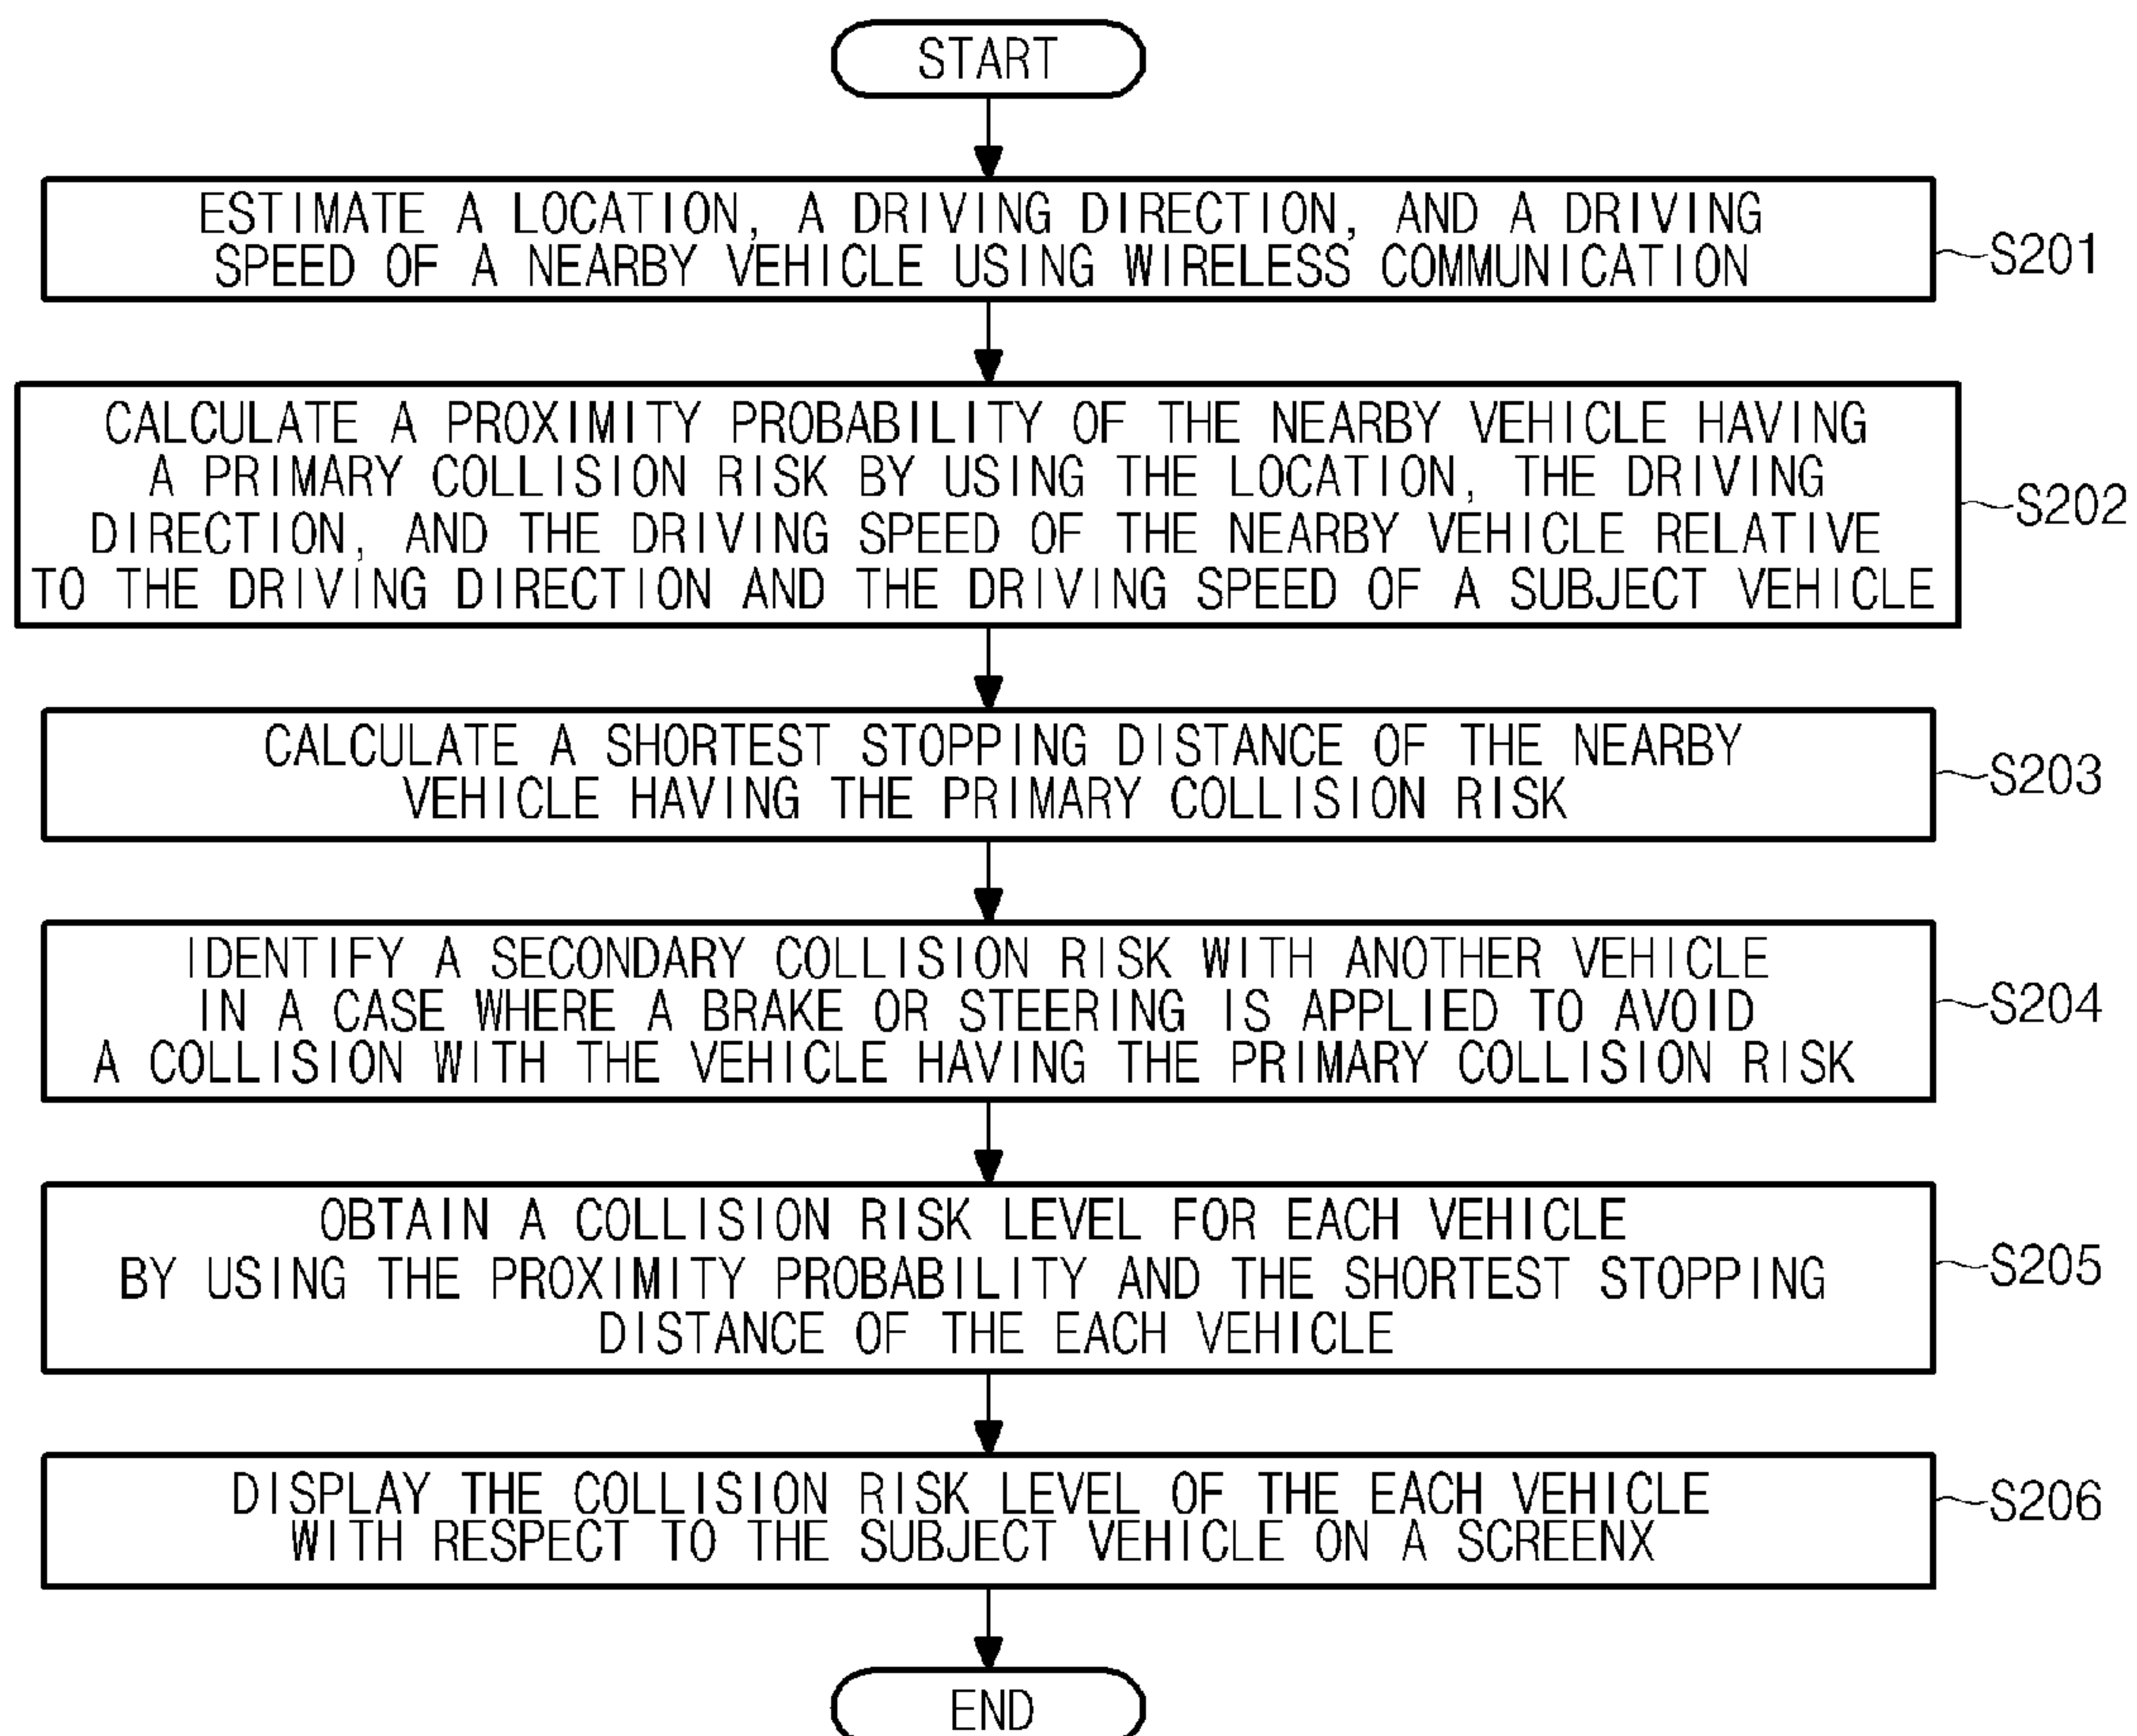 START
ESTIMATE A LOCATION, A DRIVING DIRECTION, AND A DRIVING
SPEED OF A NEARBY VEHICLE USING WIRELESS COMMUNICATION
S201
CALCULATE A PROXIMITY PROBABILITY OF THE NEARBY VEHICLE HAVING
A PRIMARY COLLISION RISK BY USING THE LOCATION, THE DRIVING
DIRECTION, AND THE DRIVING SPEED OF THE NEARBY VEHICLE RELATIVE
TO THE DRIVING DIRECTION AND THE DRIVING SPEED OF A SUBJECT VEHICLE
S202
CALCULATE A SHORTEST STOPPING DISTANCE OF THE NEARBY
VEHICLE HAVING THE PRIMARY COLLISION RISK
S203
IDENTIFY A SECONDARY COLLISION RISK WITH ANOTHER VEHICLE
IN A CASE WHERE A BRAKE OR STEERING IS APPLIED TO AVOID
A COLLISION WITH THE VEHICLE HAVING THE PRIMARY COLLISION RISK
S204
OBTAIN A COLLISION RISK LEVEL FOR EACH VEHICLE
BY USING THE PROXIMITY PROBABILITY AND THE SHORTEST STOPPING
DISTANCE OF THE EACH VEHICLE
S205
DISPLAY THE COLLISION RISK LEVEL OF THE EACH VEHICLE
WITH RESPECT TO THE SUBJECT VEHICLE ON A SCREENX
S206
END